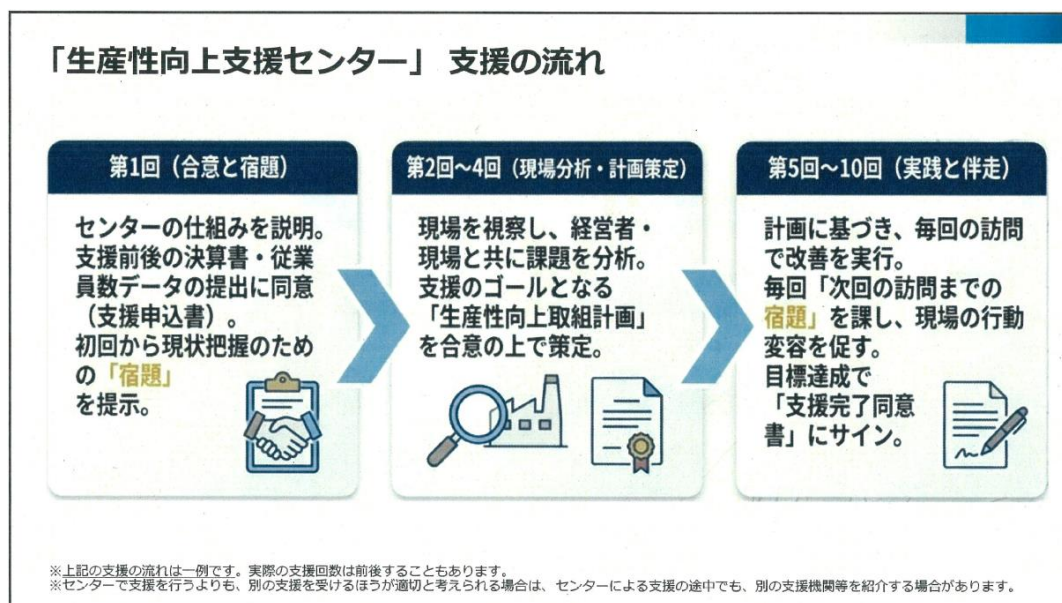 「生産性向上支援センター」 支援の流れ
第1回（合意と宿題）
センターの仕組みを説明。
支援前後の決算書・従業
員数データの提出に同意
（支援申込書）。
初回から現状把握のため
の「宿題」
を提示。
第2回～4回（現場分析・計画策定）
現場を視察し、経営者・
現場と共に課題を分析。
支援のゴールとなる
「生産性向上取組計画」
を合意の上で策定。
第5回～10回（実践と伴走）
計画に基づき、毎回の訪問
で改善を実行。
毎回「次回の訪問までの
宿題」を課し、現場の行動
変容を促す。
目標達成で
「支援完了同意
書」にサイン。
※上記の支援の流れは一例です。実際の支援回数は前後することもあります。
※センターで支援を行うよりも、別の支援を受けるほうが適切と考えられる場合は、センターによる支援の途中でも、別の支援機関等を紹介する場合があります。